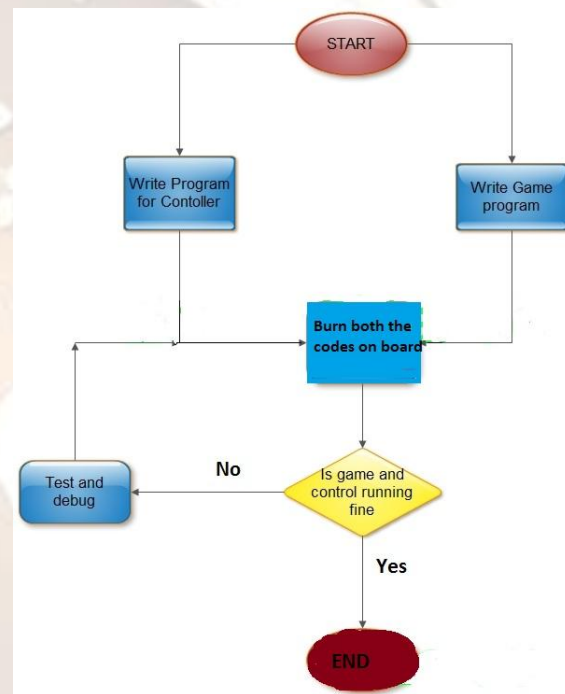 START
Write Program
for Contoller
Write Game
program
Burn both the
codes on board
Is game and
control running
fine
No
Test and
debug
Yes
END